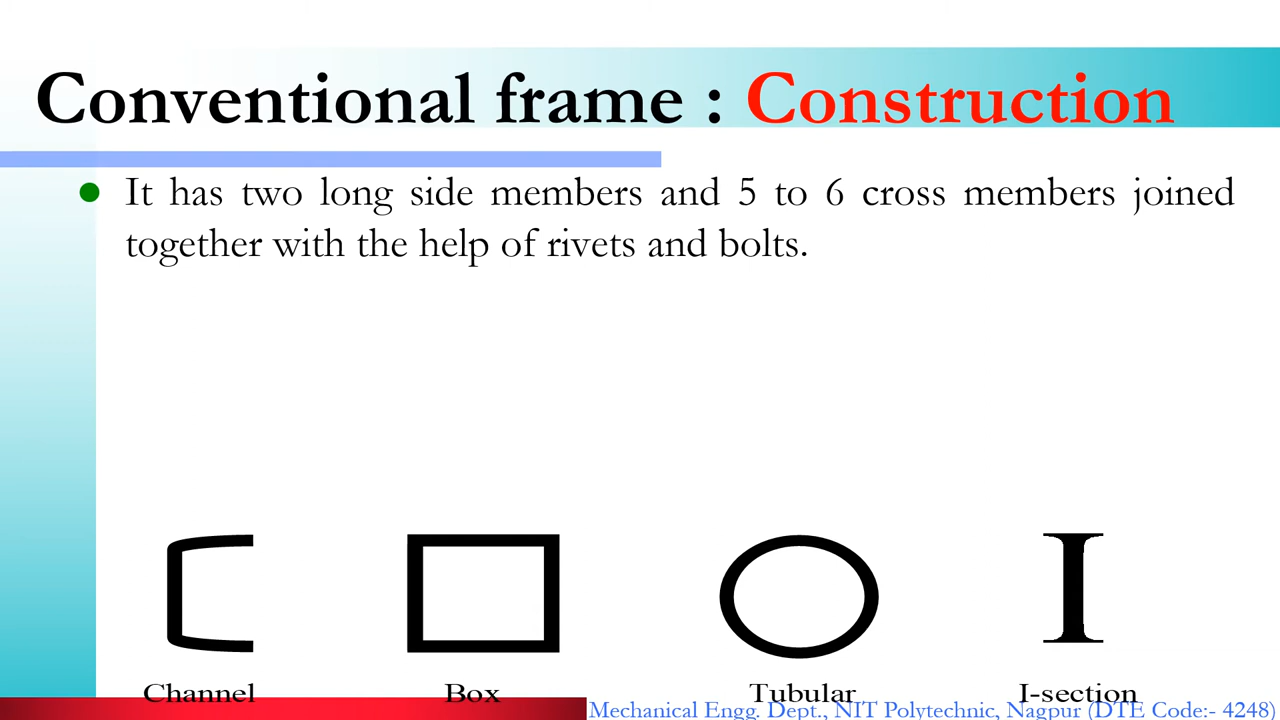 Conventional frame : Construction
It has two long side members and 5 to 6 cross members joined
together with the help of rivets and bolts.
Channel Box Tubular I-section
Mechanical Engg. Dept., NIT Polytechnic, Nagpur (DTE Code:- 4248)